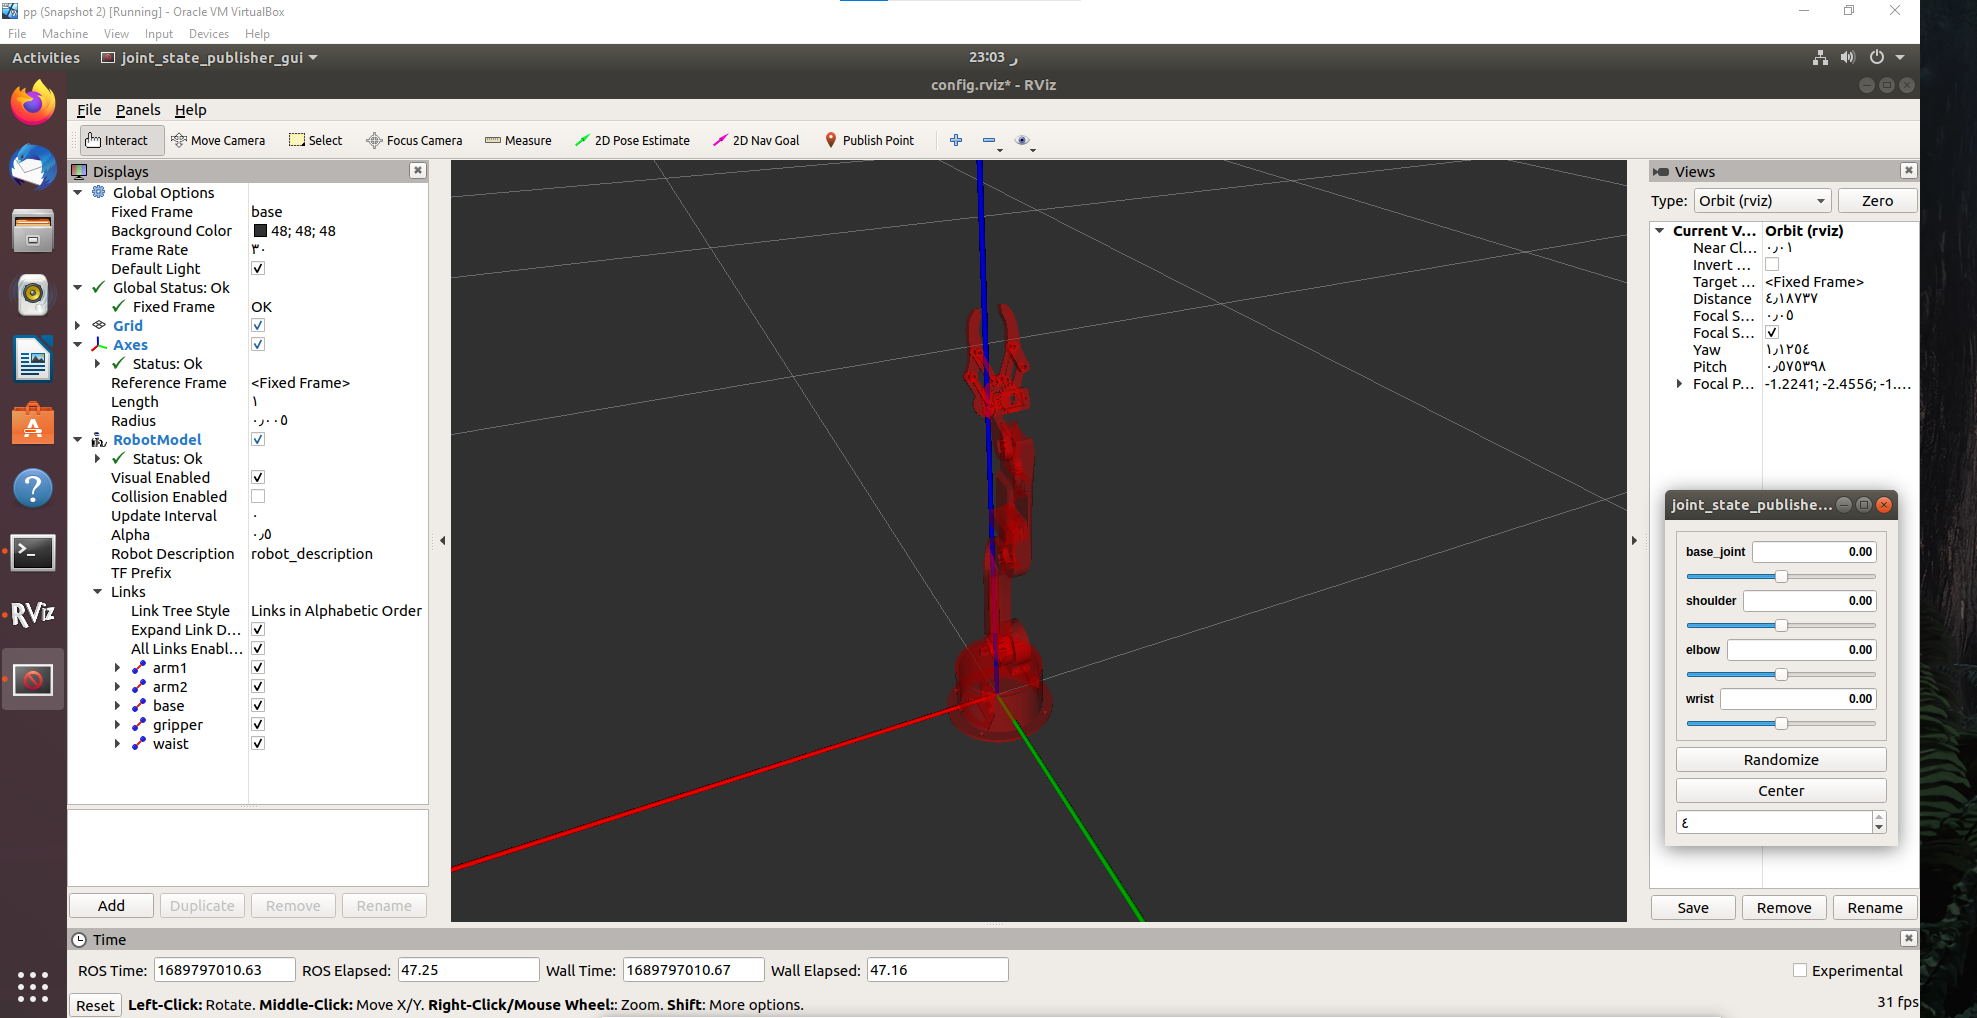 pp (Snapshot 2) [Running] - Oracle VM VirtualBox
File Machine View Input Devices Help
Activities joint_state_publisher_gui 23:03 ر
config.rviz* - RViz
File Panels Help
Interact Move Camera Select Focus Camera Measure 2D Pose Estimate 2D Nav Goal Publish Point
Displays
Global Options
Fixed Frame base
Background Color 48; 48; 48
Frame Rate ٣٠
Default Light
Global Status: Ok
Fixed Frame OK
Grid
Axes
Status: Ok
Reference Frame <Fixed Frame>
Length ١
Radius ٠٫٠٠٥
RobotModel
Status: Ok
Visual Enabled
Collision Enabled
Update Interval ٠
Alpha ٠٫٥
Robot Description robot_description
TF Prefix
Links
Link Tree Style Links in Alphabetic Order
Expand Link D...
All Links Enabl...
arm1
arm2
base
gripper
waist
Add Duplicate Remove Rename
Views
Type: Orbit (rviz) Zero
Current V... Orbit (rviz)
Near Cl... ٠٫٠١
Invert ...
Target ... <Fixed Frame>
Distance ٤٫١٨٧٣٧
Focal S... ٠٫٠٥
Focal S...
Yaw ١٫١٢٥٤
Pitch ٠٫٥٧٥٣٩٨
Focal P... -1.2241; -2.4556; -1....
joint_state_publishe...
base_joint 0.00
shoulder 0.00
elbow 0.00
wrist 0.00
Randomize
Center
٤
Save Remove Rename
Time
ROS Time: 1689797010.63 ROS Elapsed: 47.25 Wall Time: 1689797010.67 Wall Elapsed: 47.16 Experimental
Reset Left-Click: Rotate. Middle-Click: Move X/Y. Right-Click/Mouse Wheel:: Zoom. Shift: More options. 31 fps
RViz